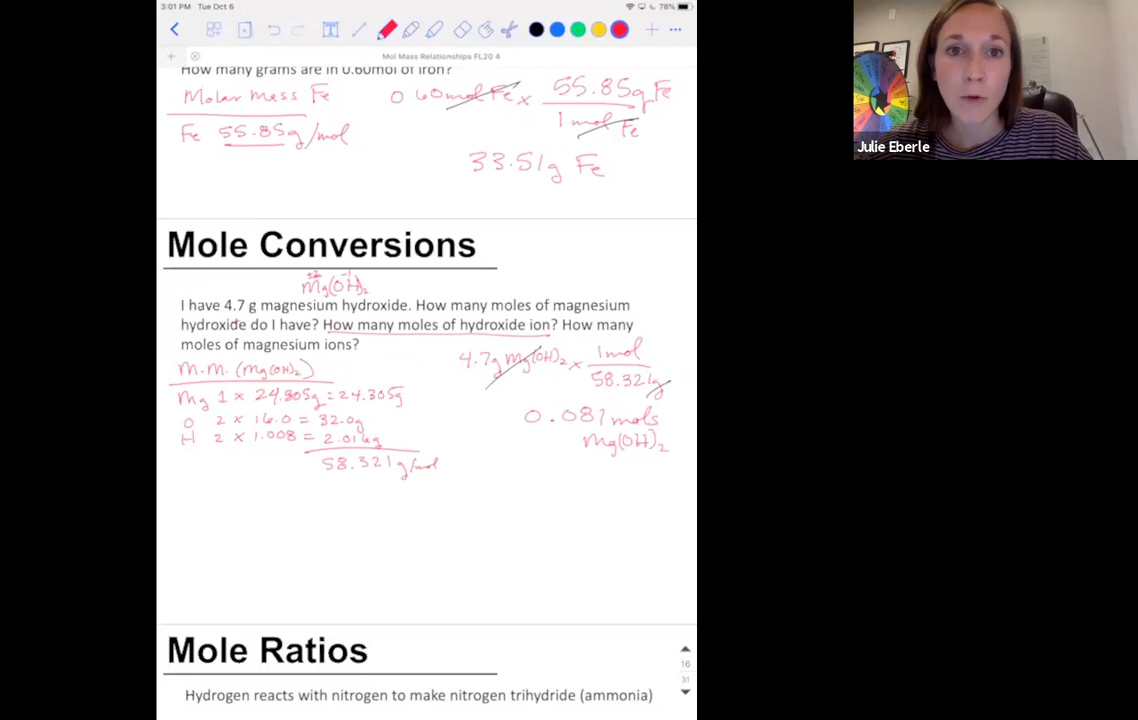 3:01 PM Tue Oct 6
78%
Mol Mass Relationships FL20 4
How many grams are in 0.60mol of iron?
Molar Mass Fe
Fe 55.85g/mol
0.60mol Fe x 55.85g Fe
1 mol Fe
33.51g Fe
Julie Eberle
Mole Conversions
+2 -1
Mg(OH)2
I have 4.7 g magnesium hydroxide. How many moles of magnesium
hydroxide do I have? How many moles of hydroxide ion? How many
moles of magnesium ions?
M.M. (Mg(OH)2)
Mg 1 x 24.305g = 24.305g
O 2 x 16.0 = 32.0g
H 2 x 1.008 = 2.016g
58.321g/mol
4.7g Mg(OH)2 x 1mol
58.321g
0.081 mols
Mg(OH)2
Mole Ratios
16
31
Hydrogen reacts with nitrogen to make nitrogen trihydride (ammonia)